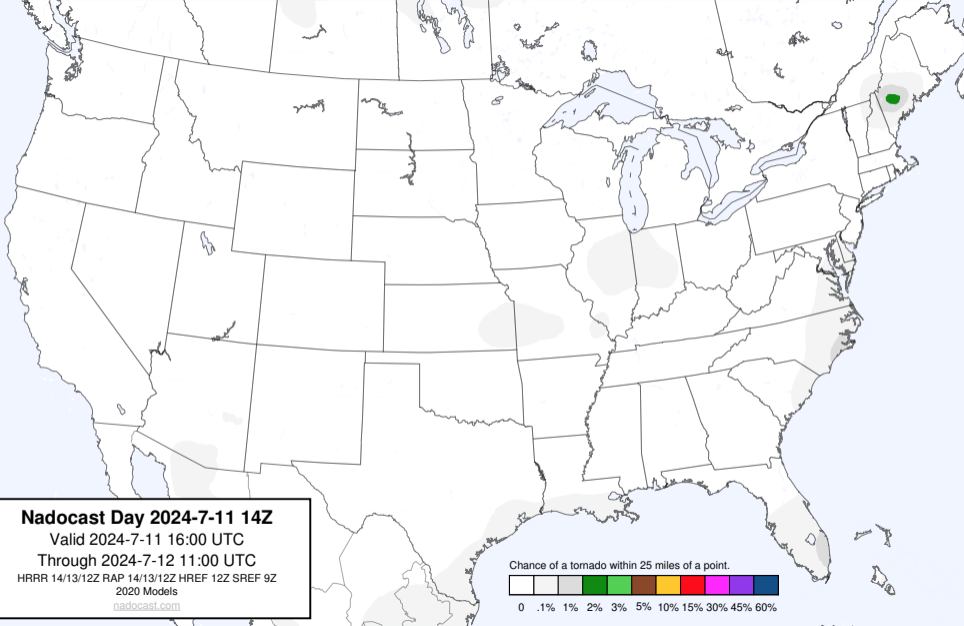 Nadocast Day 2024-7-11 14Z
Valid 2024-7-11 16:00 UTC
Through 2024-7-12 11:00 UTC
HRRR 14/13/12Z RAP 14/13/12Z HREF 12Z SREF 9Z
2020 Models
nadocast.com
Chance of a tornado within 25 miles of a point.
0 .1% 1% 2% 3% 5% 10% 15% 30% 45% 60%